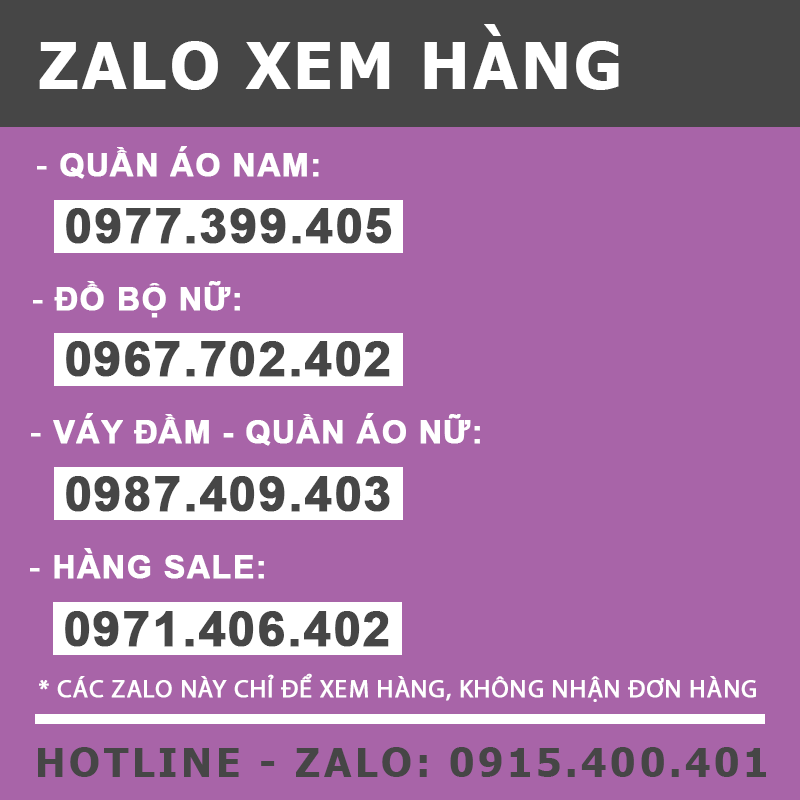 ZALO XEM HÀNG
- QUẦN ÁO NAM:
0977.399.405
- ĐỒ BỘ NỮ:
0967.702.402
- VÁY ĐẦM - QUẦN ÁO NỮ:
0987.409.403
- HÀNG SALE:
0971.406.402
* CÁC ZALO NÀY CHỈ ĐỂ XEM HÀNG, KHÔNG NHẬN ĐƠN HÀNG
HOTLINE - ZALO: 0915.400.401